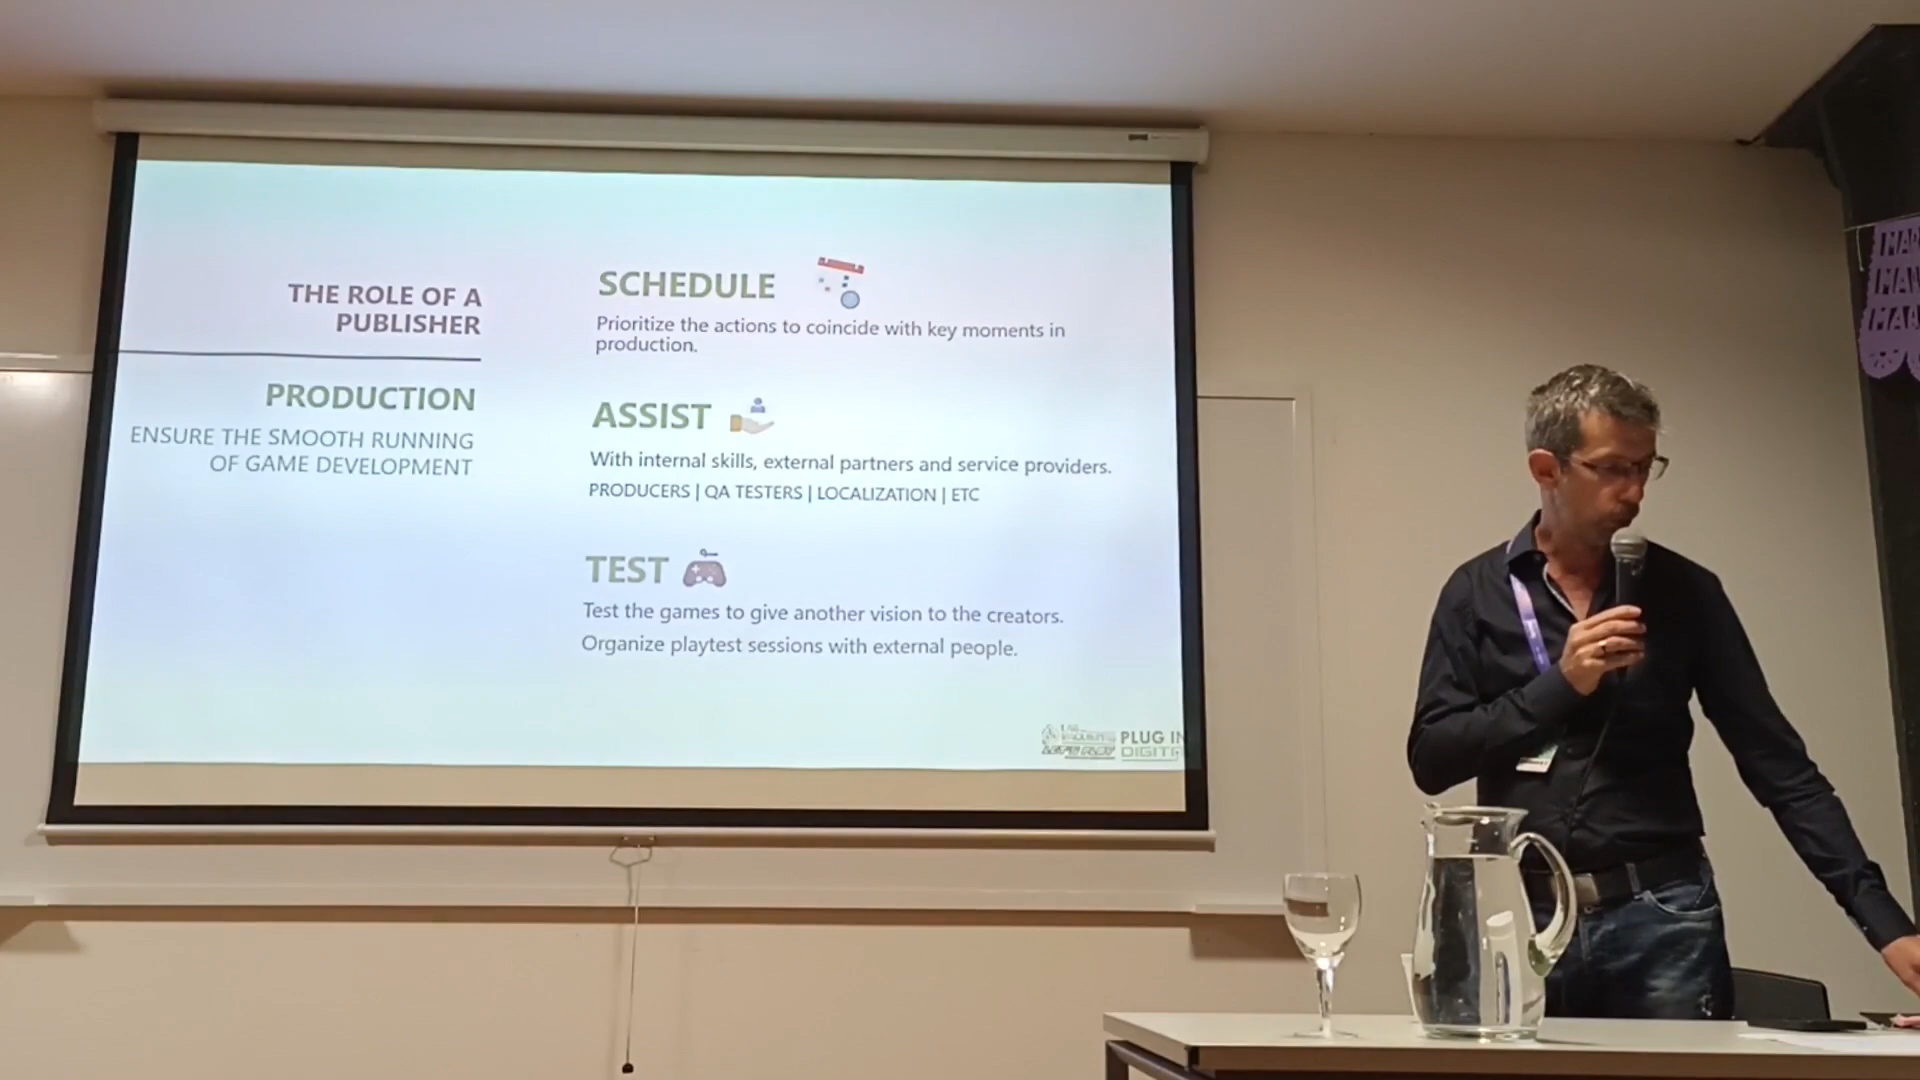 THE ROLE OF A
PUBLISHER
PRODUCTION
ENSURE THE SMOOTH RUNNING
OF GAME DEVELOPMENT
SCHEDULE
Prioritize the actions to coincide with key moments in
production.
ASSIST
With internal skills, external partners and service providers.
PRODUCERS | QA TESTERS | LOCALIZATION | ETC
TEST
Test the games to give another vision to the creators.
Organize playtest sessions with external people.
PLUG IN
DIGIT